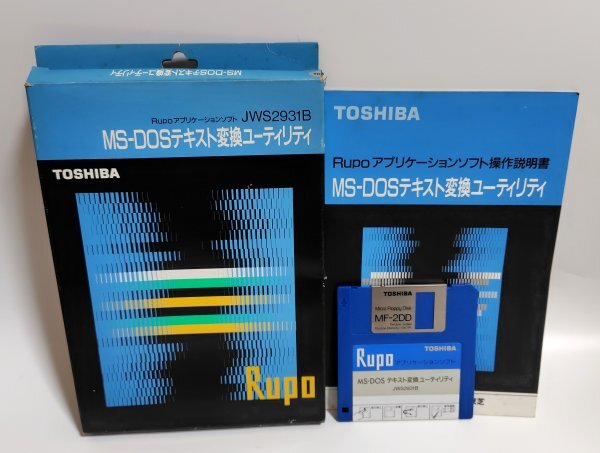 MS-DOSテキスト変換ユーティリティ
Rupoアプリケーションソフト JWS2931B
MS-DOSテキスト変換ユーティリティ
TOSHIBA
Rupo
TOSHIBA
Rupoアプリケーションソフト操作説明書
MS-DOSテキスト変換ユーティリティ
TOSHIBA
Micro Floppy Disk
MF-2DD
TOSHIBA
Rupo アプリケーションソフト
MS-DOS テキスト変換ユーティリティ
JWS2931B
芝